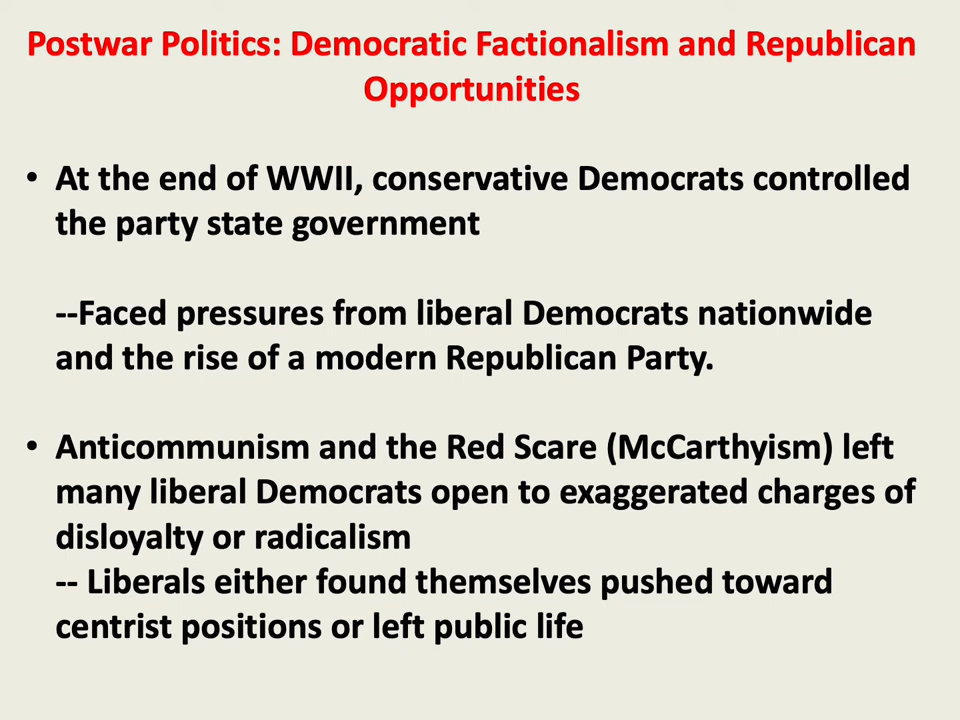 Postwar Politics: Democratic Factionalism and Republican
Opportunities
• At the end of WWII, conservative Democrats controlled
the party state government
--Faced pressures from liberal Democrats nationwide
and the rise of a modern Republican Party.
• Anticommunism and the Red Scare (McCarthyism) left
many liberal Democrats open to exaggerated charges of
disloyalty or radicalism
-- Liberals either found themselves pushed toward
centrist positions or left public life